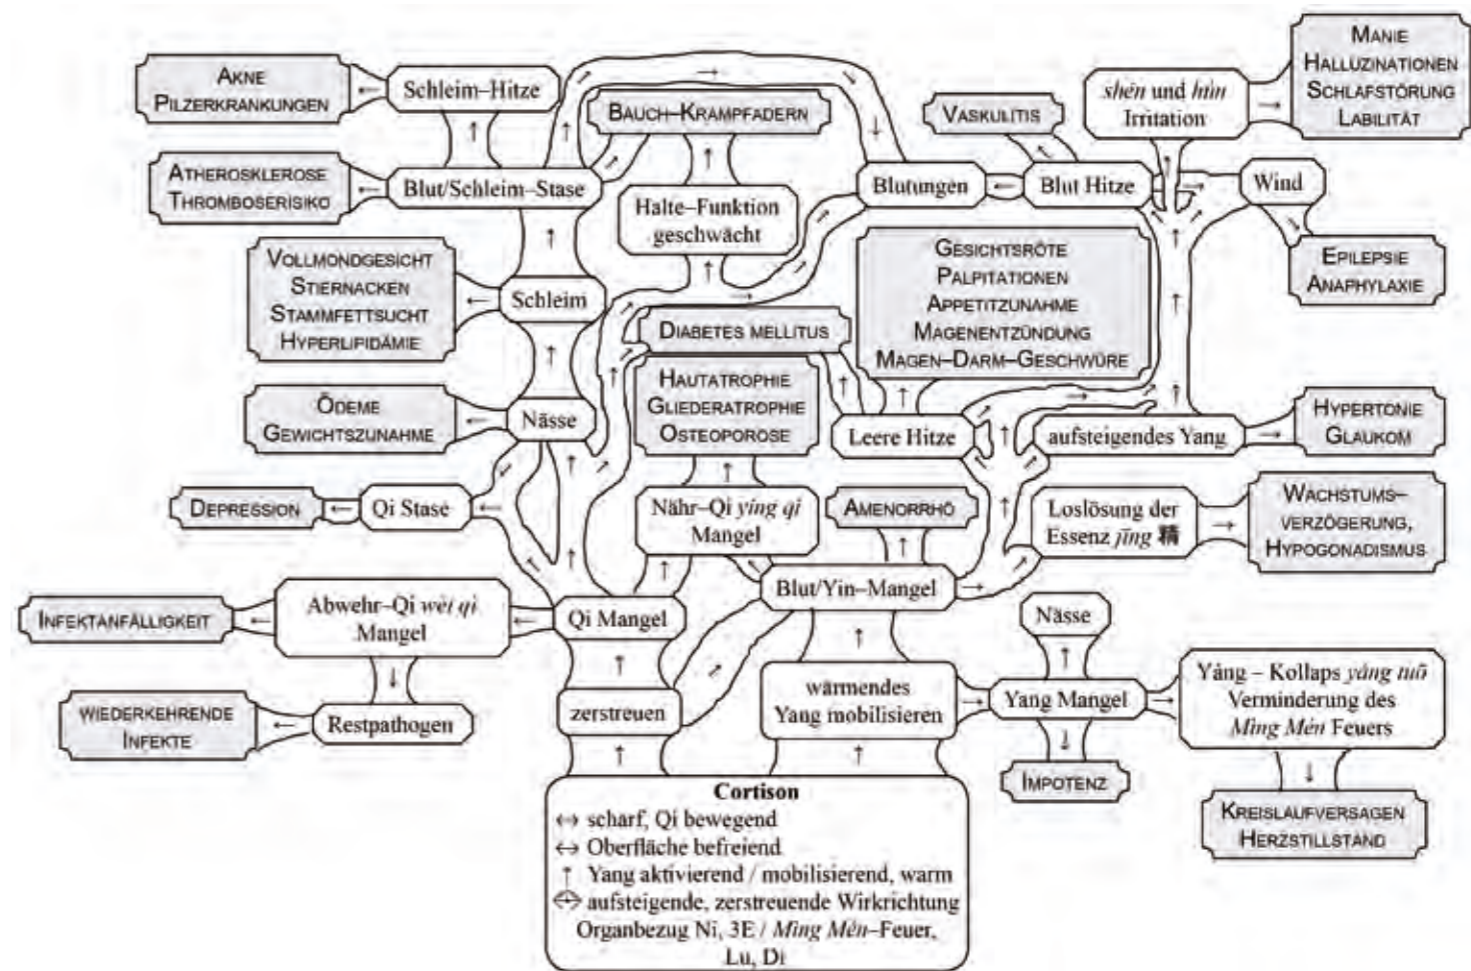 Manie
Halluzinationen
Schlafstörung
Labilität
shén und hún
Irritation
Akne
Pilzerkrankungen
Schleim–Hitze
Bauch–Krampfadern
Vaskulitis
Atherosklerose
Thromboserisiko
Blut/Schleim–Stase
Blutungen
Blut Hitze
Wind
Halte–Funktion
geschwächt
Vollmondgesicht
Stiernacken
Stammfettsucht
Hyperlipidämie
Schleim
Gesichtsröte
Palpitationen
Appetitzunahme
Magenentzündung
Magen–Darm–Geschwüre
Epilepsie
Anaphylaxie
Diabetes mellitus
Hautatrophie
Gliederatrophie
Osteoporose
Ödeme
Gewichtszunahme
Nässe
Leere Hitze
aufsteigendes Yang
Hypertonie
Glaukom
Depression
Qi Stase
Nähr–Qi yíng qì
Mangel
Amenorrhö
Loslösung der
Essenz jīng 精
Wachstums–
verzögerung,
Hypogonadismus
Infektanfälligkeit
Abwehr–Qi wèi qì
Mangel
Qi Mangel
Blut/Yin–Mangel
Nässe
wiederkehrende
Infekte
Restpathogen
zerstreuen
wärmendes
Yang mobilisieren
Yang Mangel
Yáng – Kollaps yáng tuō
Verminderung des
Mìng Mén Feuers
Impotenz
Kreislaufversagen
Herzstillstand
Cortison
↔ scharf, Qi bewegend
↔ Oberfläche befreiend
↑ Yang aktivierend / mobilisierend, warm
aufsteigende, zerstreuende Wirkrichtung
Organbezug Ni, 3E / Mìng Mén–Feuer,
Lu, Di